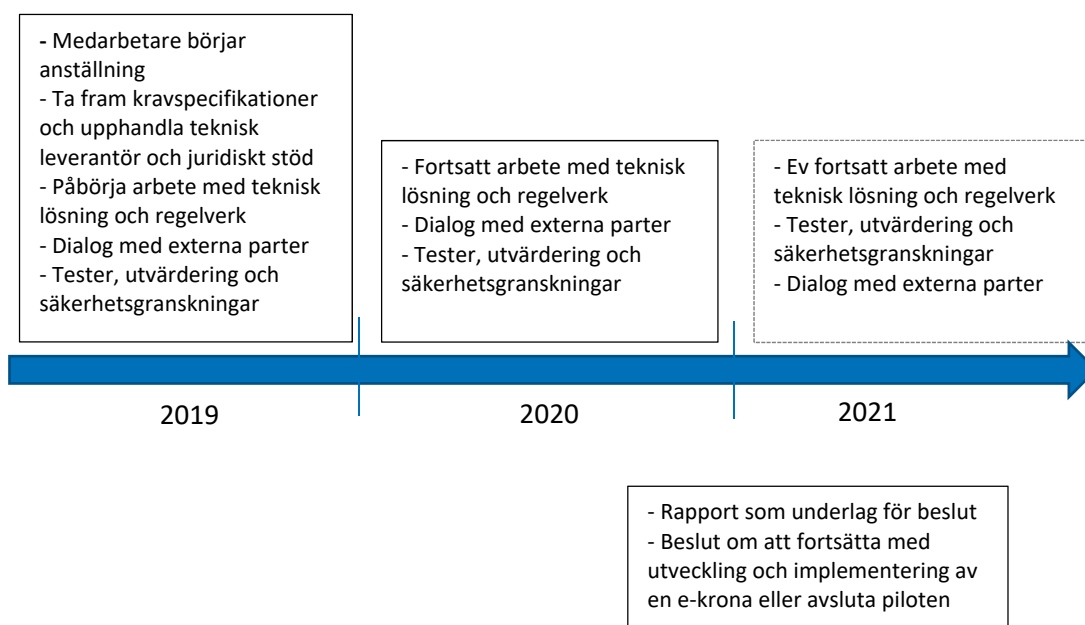 - Medarbetare börjar
anställning
- Ta fram kravspecifikationer
och upphandla teknisk
leverantör och juridiskt stöd
- Påbörja arbete med teknisk
lösning och regelverk
- Dialog med externa parter
- Tester, utvärdering och
säkerhetsgranskningar
- Fortsatt arbete med teknisk
lösning och regelverk
- Dialog med externa parter
- Tester, utvärdering och
säkerhetsgranskningar
- Ev fortsatt arbete med
teknisk lösning och regelverk
- Tester, utvärdering och
säkerhetsgranskningar
- Dialog med externa parter
2019
2020
2021
- Rapport som underlag för beslut
- Beslut om att fortsätta med
utveckling och implementering av
en e-krona eller avsluta piloten